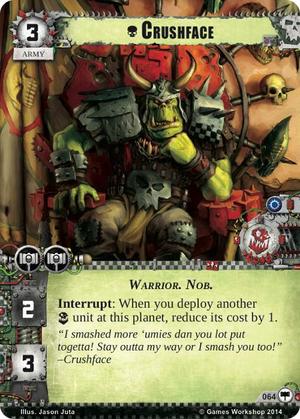 3
Crushface
ARMY
Warrior. Nob.
Interrupt: When you deploy another
unit at this planet, reduce its cost by 1.
2
"I smashed more 'umies dan you lot put
togetta! Stay outta my way or I smash you too!"
–Crushface
3
064
Illus. Jason Juta
© Games Workshop 2014